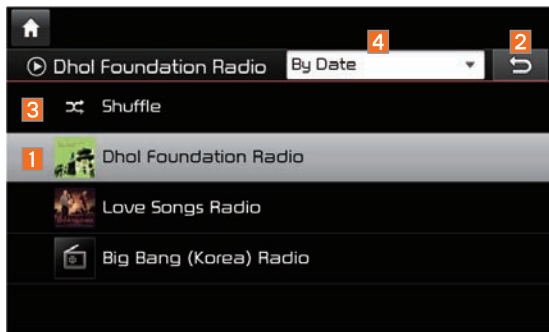 4
2
Dhol Foundation Radio By Date
3 Shuffle
1 Dhol Foundation Radio
Love Songs Radio
Big Bang (Korea) Radio